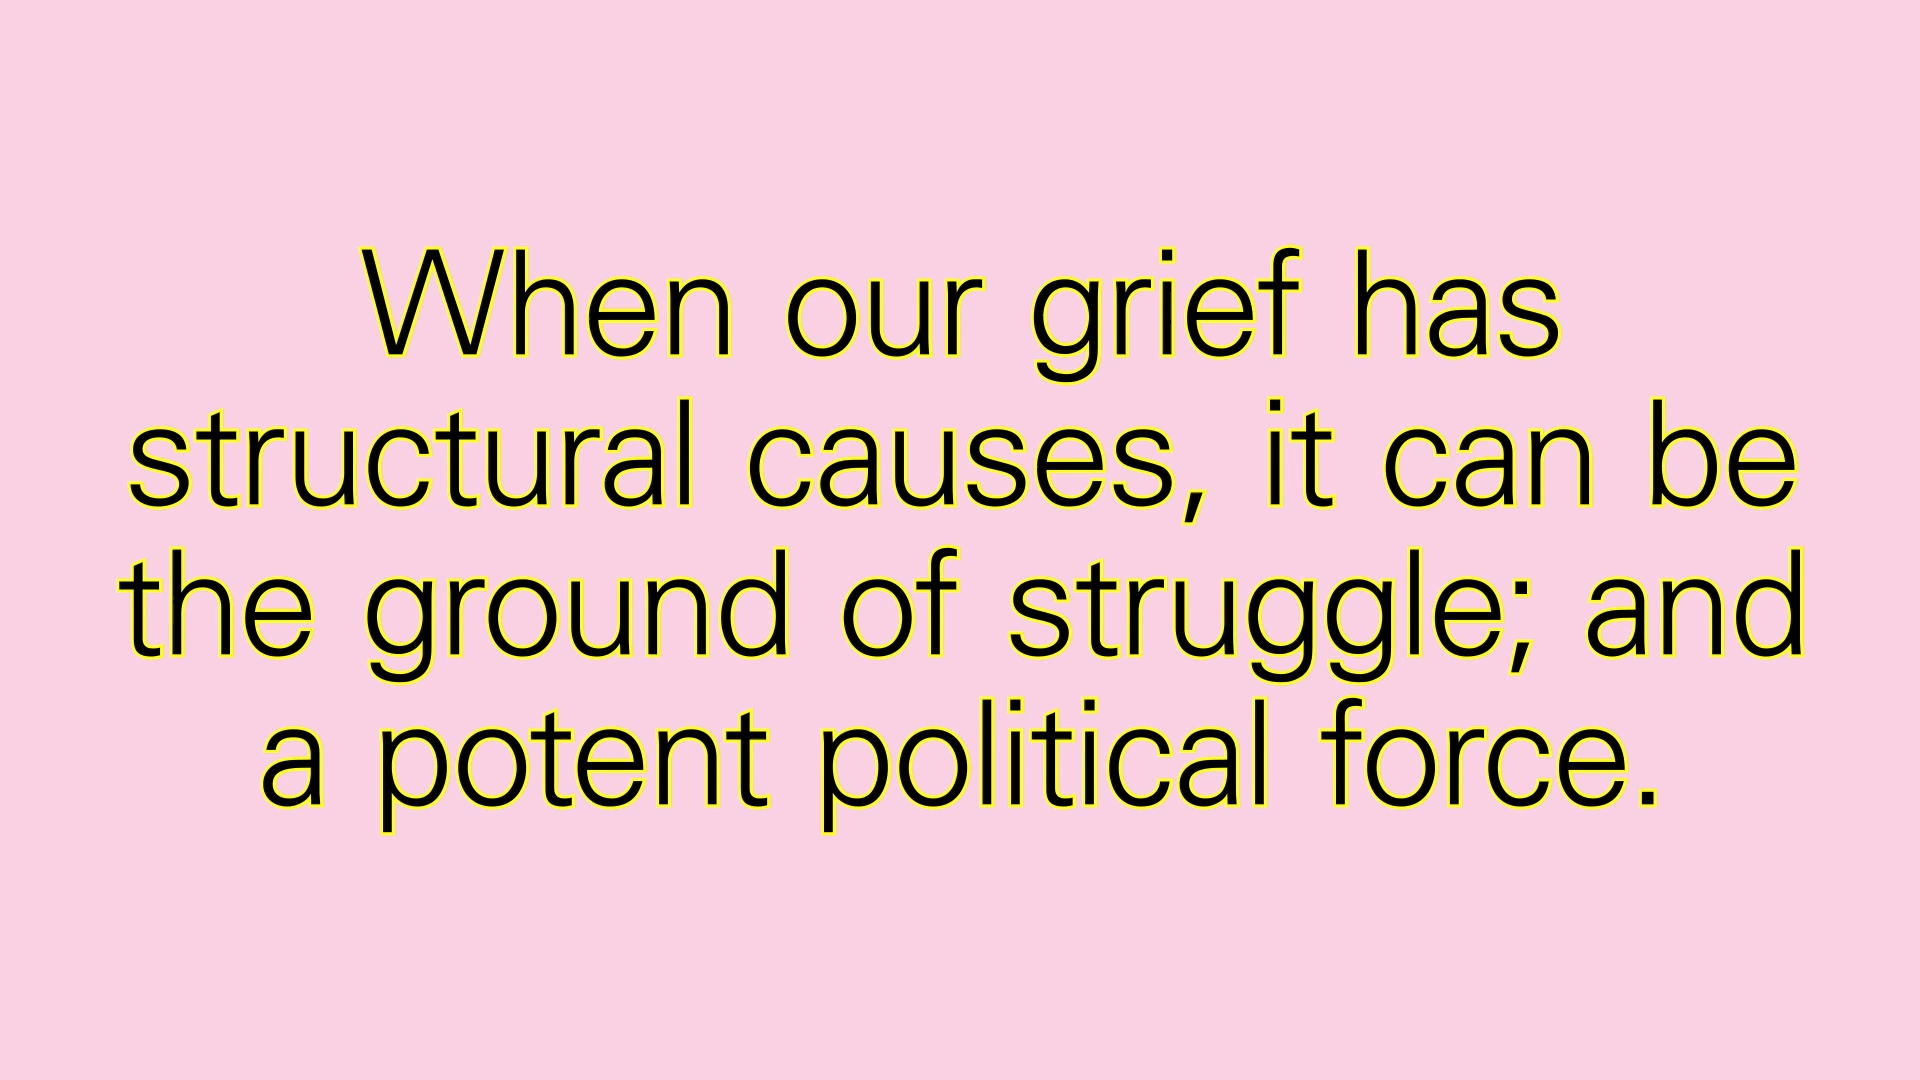 When our grief has
structural causes, it can be
the ground of struggle; and
a potent political force.